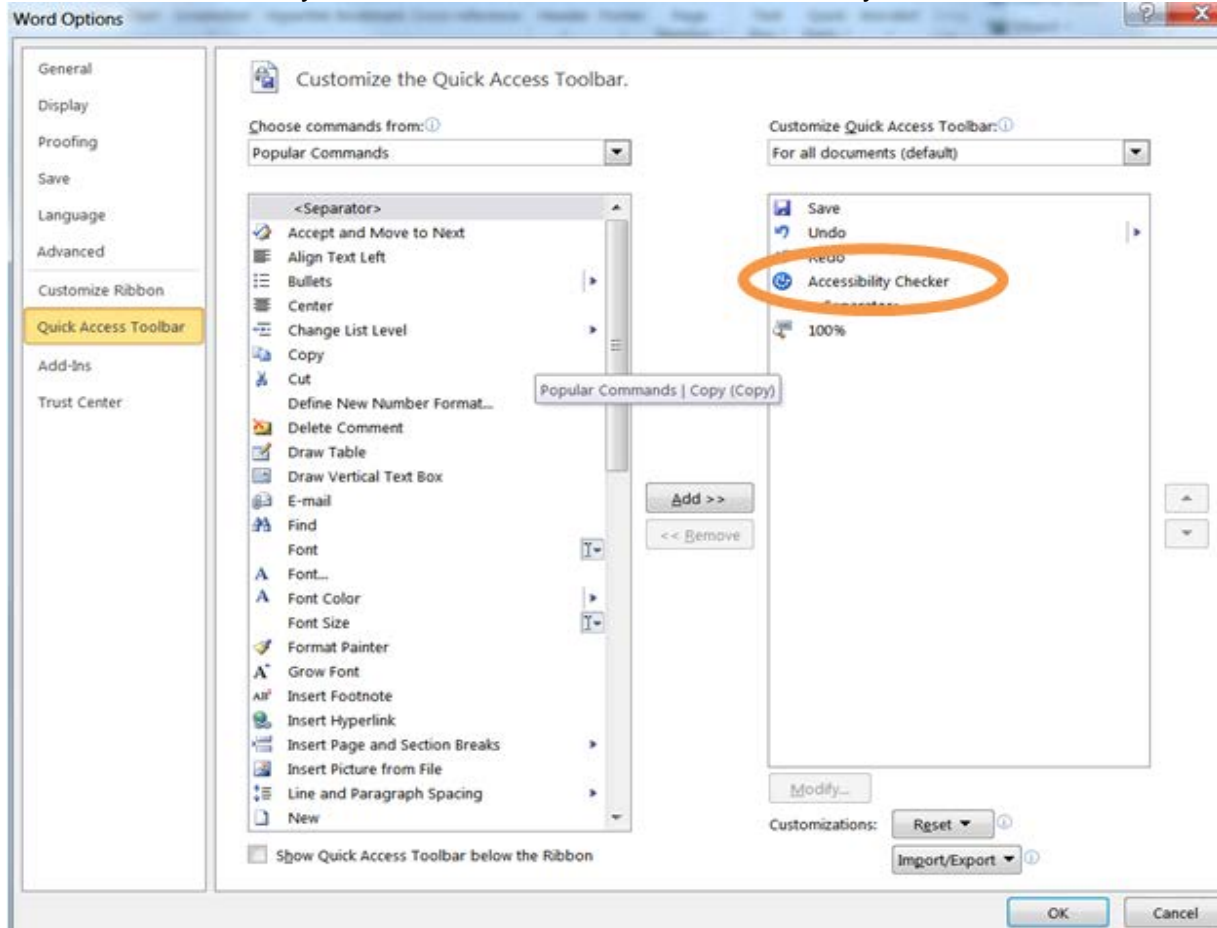 Word Options
General
Display
Proofing
Save
Language
Advanced
Customize Ribbon
Quick Access Toolbar
Add-Ins
Trust Center
Customize the Quick Access Toolbar.
Choose commands from:
Popular Commands
<Separator>
Accept and Move to Next
Align Text Left
Bullets
Center
Change List Level
Copy
Cut
Define New Number Format...
Delete Comment
Draw Table
Draw Vertical Text Box
E-mail
Find
Font
Font...
Font Color
Font Size
Format Painter
Grow Font
Insert Footnote
Insert Hyperlink
Insert Page and Section Breaks
Insert Picture from File
Line and Paragraph Spacing
New
Show Quick Access Toolbar below the Ribbon
Popular Commands | Copy (Copy)
Add >>
<< Remove
Customize Quick Access Toolbar:
For all documents (default)
Save
Undo
Redo
Accessibility Checker
100%
Modify...
Customizations:
Reset
Import/Export
OK
Cancel